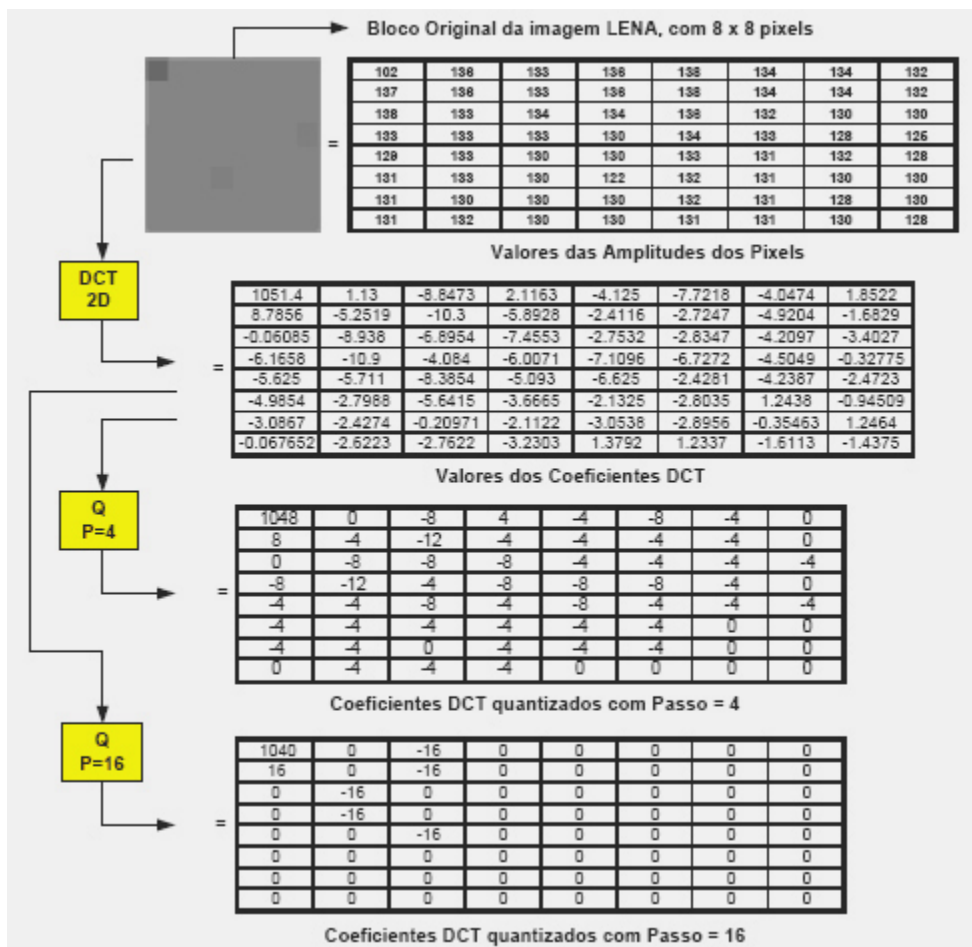 Bloco Original da imagem LENA, com 8 x 8 pixels
102 136 133 136 138 134 134 132
137 136 133 136 138 134 134 132
138 133 134 134 136 132 130 130
= 133 133 133 130 134 133 128 125
129 133 130 130 133 131 132 128
131 133 130 122 132 131 130 130
131 130 130 130 132 131 128 130
131 132 130 130 131 131 130 128
Valores das Amplitudes dos Pixels
DCT
2D
1051.4 1.13 -8.8473 2.1163 -4.125 -7.7218 -4.0474 1.8522
8.7856 -5.2519 -10.3 -5.8928 -2.4116 -2.7247 -4.9204 -1.6829
-0.06085 -8.938 -6.8954 -7.4553 -2.7532 -2.8347 -4.2097 -3.4027
-6.1658 -10.9 -4.084 -6.0071 -7.1096 -6.7272 -4.5049 -0.32775
= -5.625 -5.711 -8.3854 -5.093 -6.625 -2.4281 -4.2387 -2.4723
-4.9854 -2.7988 -5.6415 -3.6665 -2.1325 -2.8035 1.2438 -0.94509
-3.0867 -2.4274 -0.20971 -2.1122 -3.0538 -2.8956 -0.35463 1.2464
-0.067652 -2.6223 -2.7622 -3.2303 1.3792 1.2337 -1.6113 -1.4375
Valores dos Coeficientes DCT
Q
P=4
1048 0 -8 4 -4 -8 -4 0
8 -4 -12 -4 -4 -4 -4 0
0 -8 -8 -8 -4 -4 -4 -4
= -8 -12 -4 -8 -8 -8 -4 0
-4 -4 -8 -4 -8 -4 -4 -4
-4 -4 -4 -4 -4 -4 0 0
-4 -4 0 -4 -4 -4 0 0
0 -4 -4 -4 0 0 0 0
Coeficientes DCT quantizados com Passo = 4
Q
P=16
1040 0 -16 0 0 0 0 0
16 0 -16 0 0 0 0 0
0 -16 0 0 0 0 0 0
= 0 -16 0 0 0 0 0 0
0 0 -16 0 0 0 0 0
0 0 0 0 0 0 0 0
0 0 0 0 0 0 0 0
0 0 0 0 0 0 0 0
Coeficientes DCT quantizados com Passo = 16